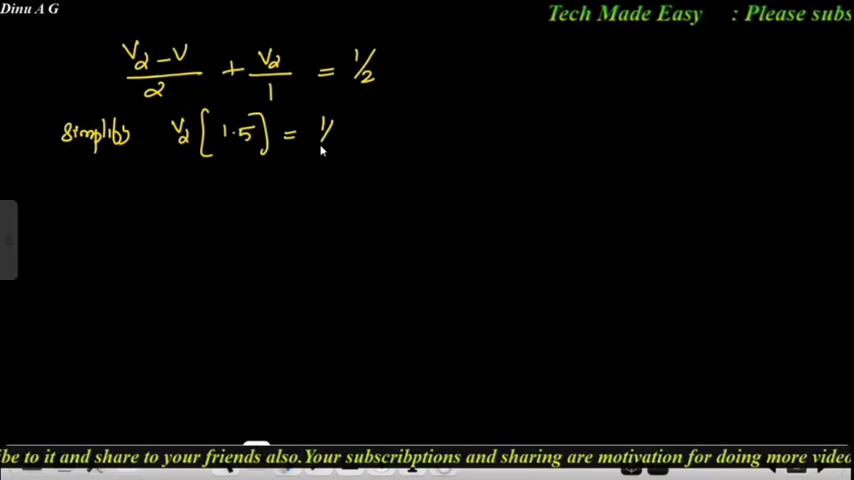 Dinu A G
Tech Made Easy : Please subs
V2 - V / 2 + V2 / 1 = 1/2
Simplify V2 [ 1.5 ] = 1/
be to it and share to your friends also.Your subscribptions and sharing are motivation for doing more video